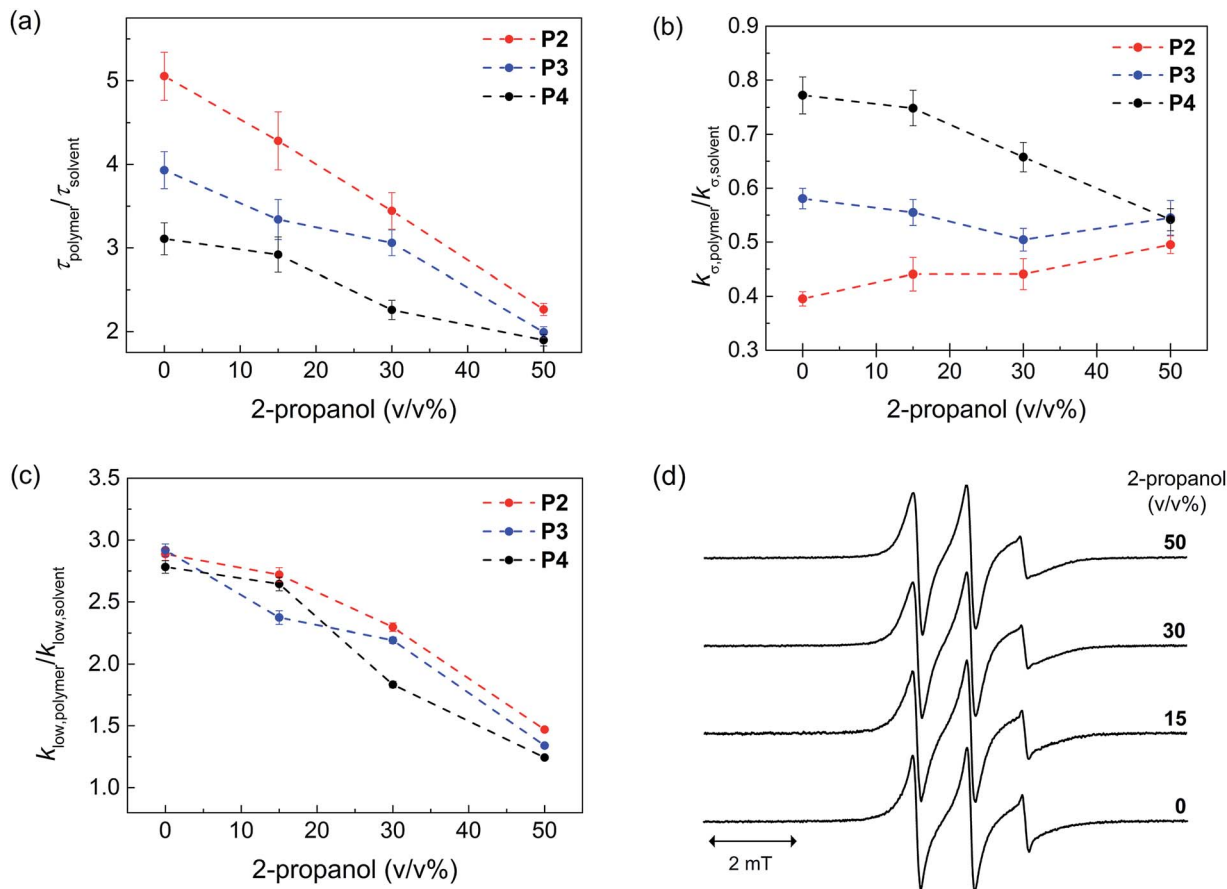 (a)
P2
P3
P4
5
4
3
2
τpolymer/τsolvent
0 10 20 30 40 50
2-propanol (v/v%)
(b)
P2
P3
P4
0.9
0.8
0.7
0.6
0.5
0.4
0.3
kσ,polymer/kσ,solvent
0 10 20 30 40 50
2-propanol (v/v%)
(c)
P2
P3
P4
3.5
3.0
2.5
2.0
1.5
1.0
klow,polymer/klow,solvent
0 10 20 30 40 50
2-propanol (v/v%)
(d)
2-propanol
(v/v%)
50
30
15
0
2 mT